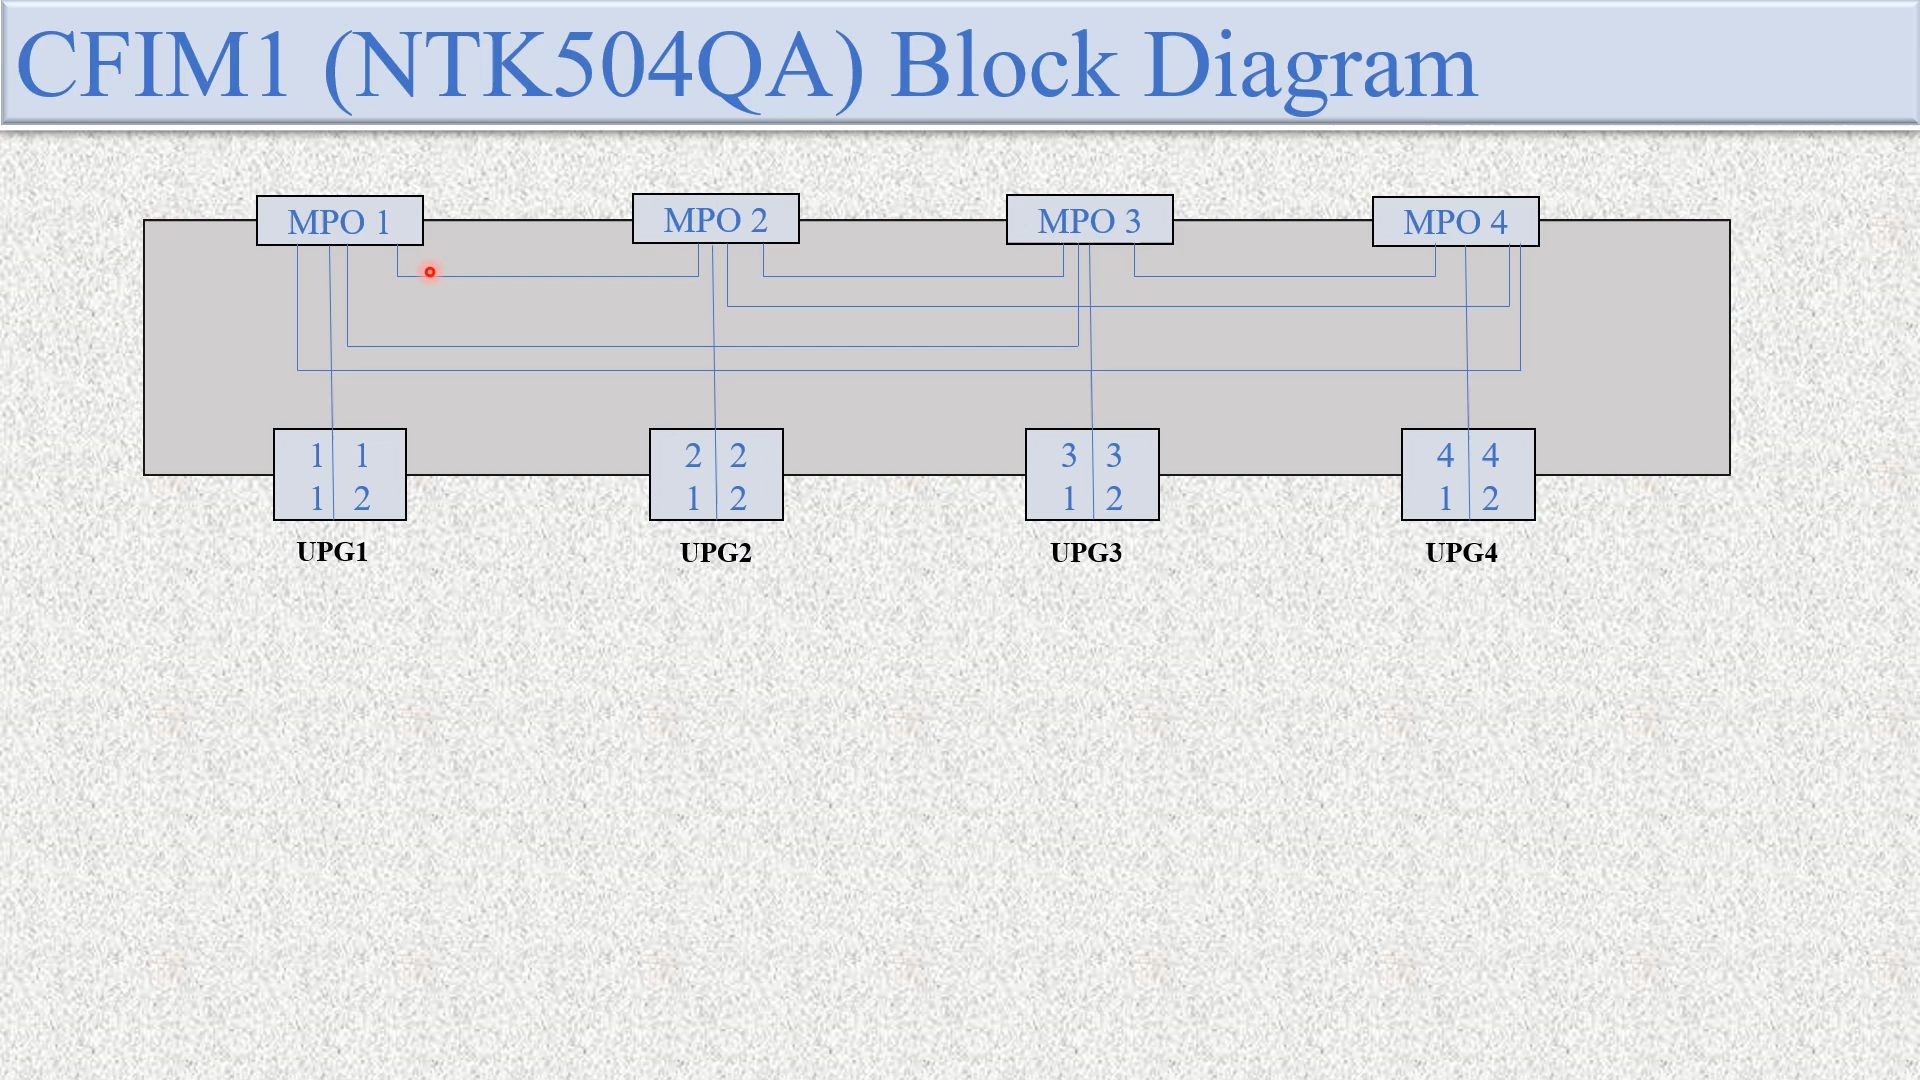 CFIM1 (NTK504QA) Block Diagram
MPO 1 MPO 2 MPO 3 MPO 4
1 1 2 2 3 3 4 4
1 2 1 2 1 2 1 2
UPG1 UPG2 UPG3 UPG4